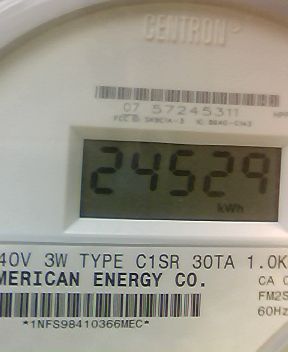 CENTRON
07 57245311
24529
kWh
40V 3W TYPE C1SR 30TA 1.0K
MERICAN ENERGY CO.
CA
FM2S
60Hz
*1NFS98410366MEC*